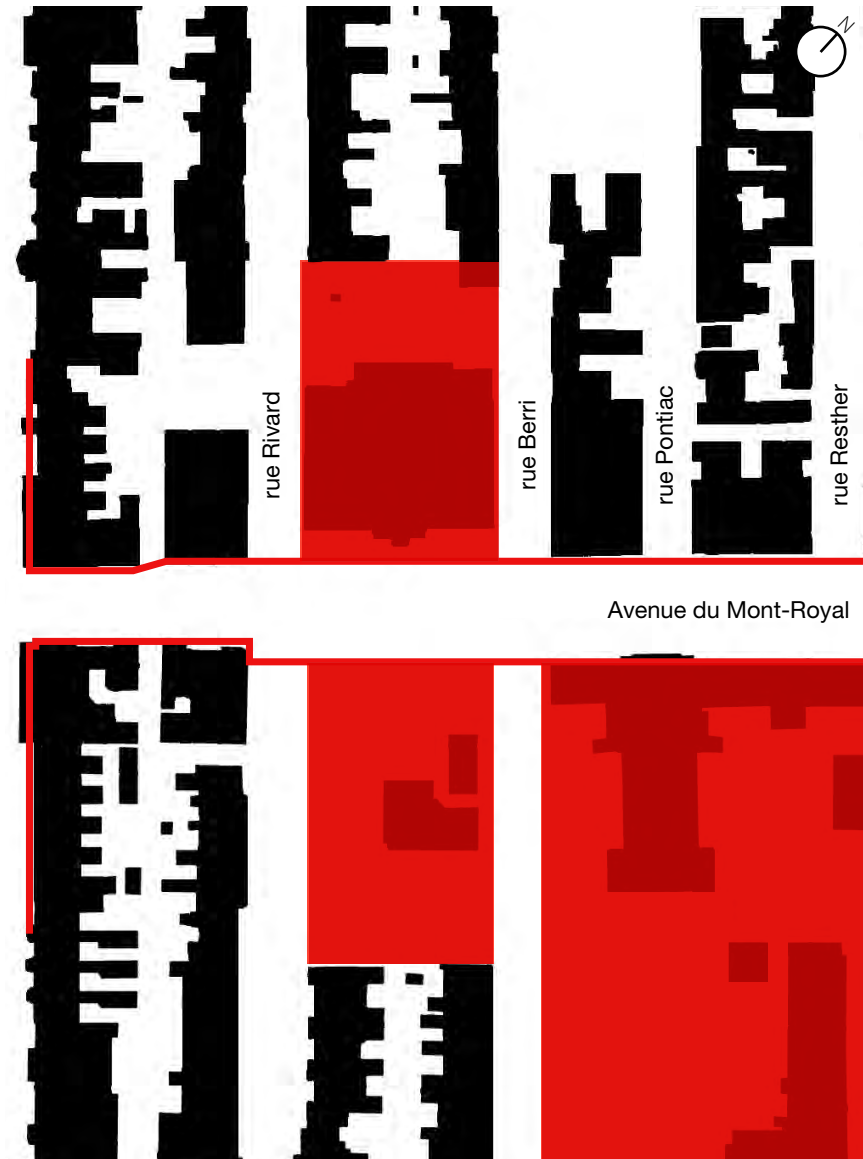 N
rue Rivard
rue Berri
rue Pontiac
rue Resther
Avenue du Mont-Royal